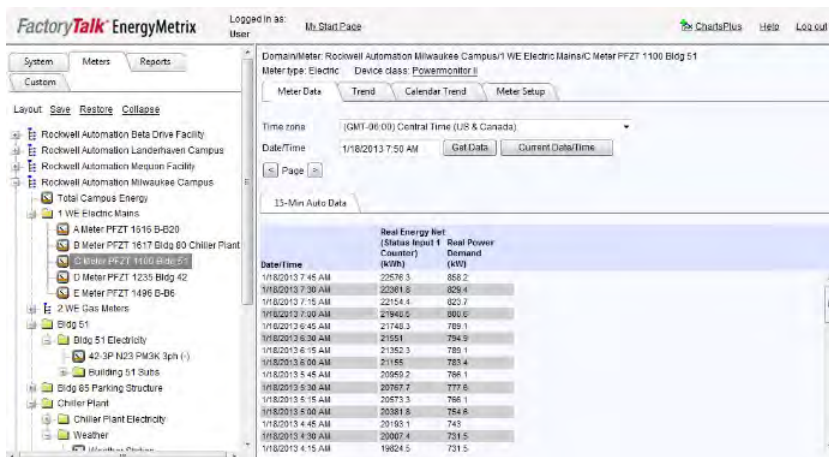 FactoryTalk EnergyMetrix
Logged in as:
User
My Start Page
ChartsPlus Help Log out
System Meters Reports
Custom
Layout Save Restore Collapse
Rockwell Automation Beta Drive Facility
Rockwell Automation Landerhaven Campus
Rockwell Automation Mequon Facility
Rockwell Automation Milwaukee Campus
Total Campus Energy
1 WE Electric Mains
A Meter PFZT 1616 B-B20
B Meter PFZT 1617 Bldg 80 Chiller Plant
C Meter PFZT 1100 Bldg 51
D Meter PFZT 1235 Bldg 42
E Meter PFZT 1496 B-B6
2 WE Gas Meters
Bldg 51
Bldg 51 Electricity
42-3P N23 PM3K 3ph (-)
Building 51 Subs
Bldg 85 Parking Structure
Chiller Plant
Chiller Plant Electricity
Weather
Weather Station
Domain/Meter: Rockwell Automation Milwaukee Campus/1 WE Electric Mains/C Meter PFZT 1100 Bldg 51
Meter type: Electric Device class: Powermonitor II
Meter Data Trend Calendar Trend Meter Setup
Time zone (GMT-06:00) Central Time (US & Canada)
Date/Time 1/18/2013 7:50 AM Get Data Current Date/Time
< Page >
15-Min Auto Data
Real Energy Net
(Status Input 1 Real Power
Counter) Demand
Date/Time (kWh) (kW)
1/18/2013 7:45 AM 22576.3 858.2
1/18/2013 7:30 AM 22361.8 829.4
1/18/2013 7:15 AM 22154.4 823.7
1/18/2013 7:00 AM 21948.5 800.6
1/18/2013 6:45 AM 21748.3 789.1
1/18/2013 6:30 AM 21551 794.9
1/18/2013 6:15 AM 21352.3 789.1
1/18/2013 6:00 AM 21155 783.4
1/18/2013 5:45 AM 20959.2 766.1
1/18/2013 5:30 AM 20767.7 777.6
1/18/2013 5:15 AM 20573.3 766.1
1/18/2013 5:00 AM 20381.8 754.6
1/18/2013 4:45 AM 20193.1 743
1/18/2013 4:30 AM 20007.4 731.5
1/18/2013 4:15 AM 19824.5 731.5